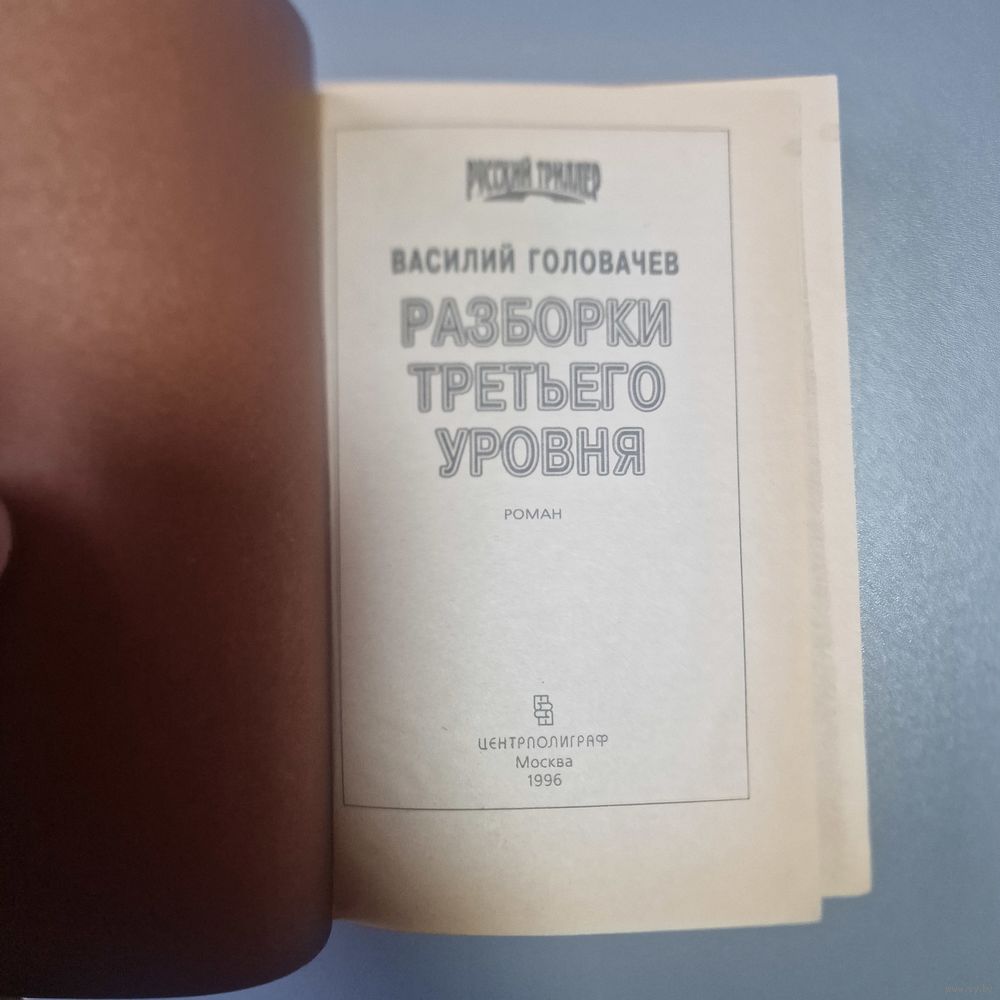 РУССКИЙ ТРИЛЛЕР
ВАСИЛИЙ ГОЛОВАЧЕВ
РАЗБОРКИ
ТРЕТЬЕГО
УРОВНЯ
РОМАН
ЦЕНТРПОЛИГРАФ
Москва
1996